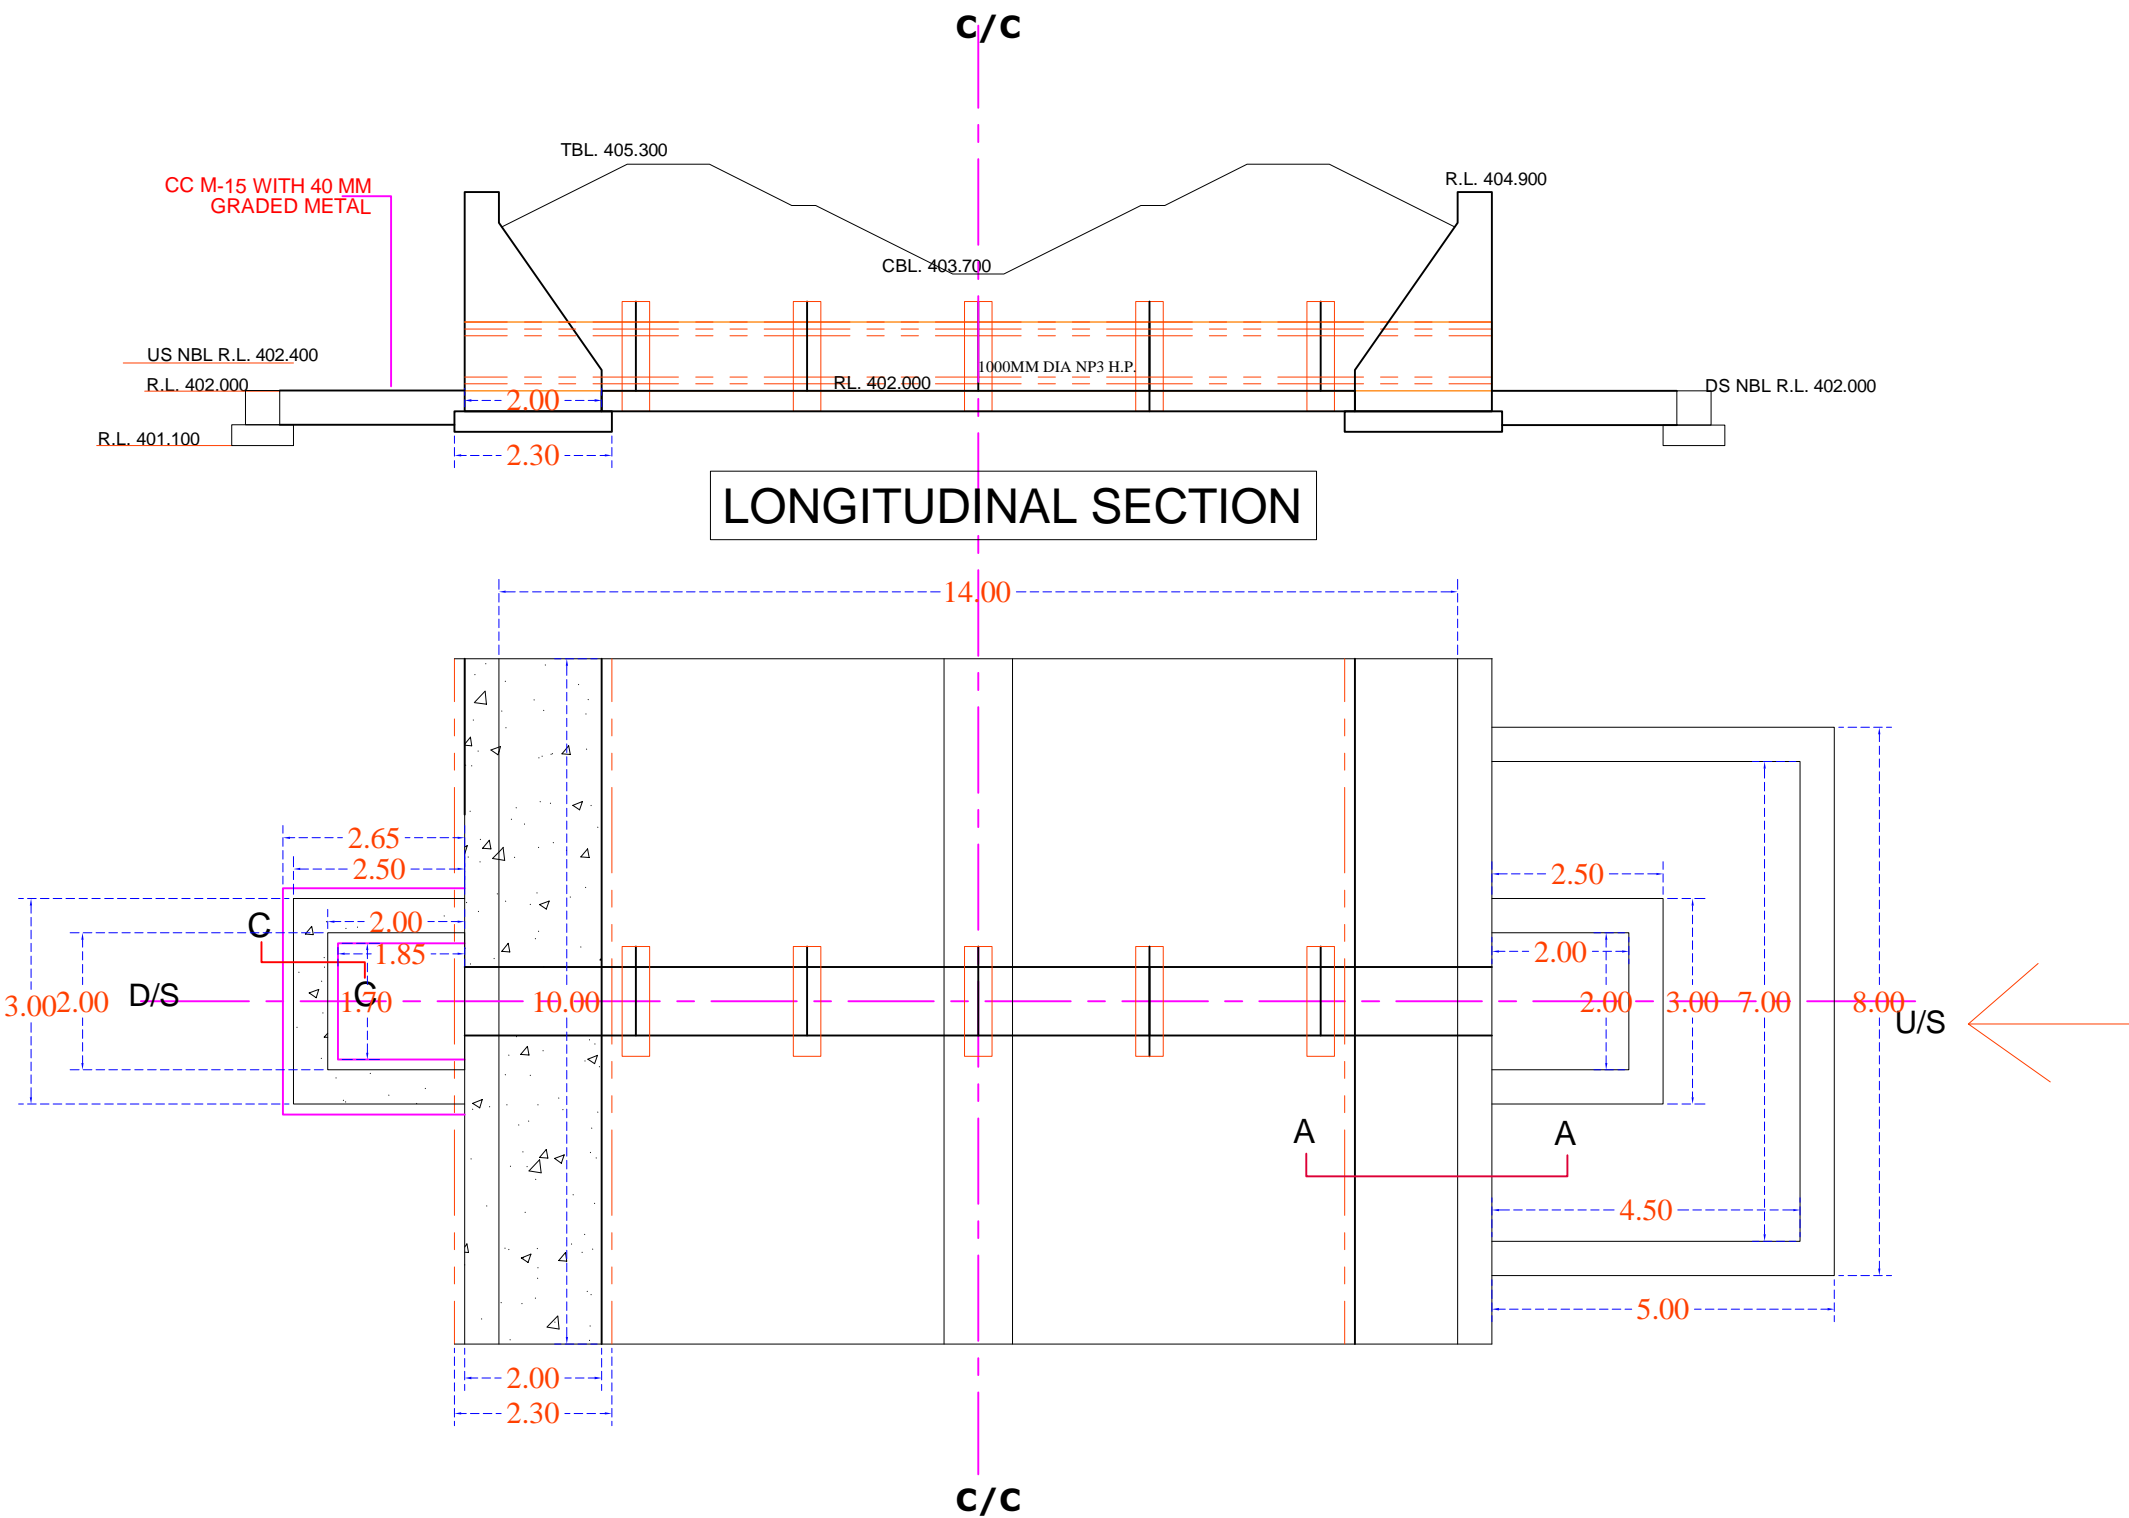 C/C
TBL. 405.300
CC M-15 WITH 40 MM
GRADED METAL
R.L. 404.900
CBL. 403.700
US NBL R.L. 402.400
1000MM DIA NP3 H.P.
R.L. 402.000
RL. 402.000
DS NBL R.L. 402.000
2.00
R.L. 401.100
2.30
LONGITUDINAL SECTION
14.00
2.65
2.50
2.50
C
2.00
1.85
2.00
D/S
C
3.00
2.00
1.70
10.00
2.00
3.00
7.00
8.00
U/S
A
A
4.50
5.00
2.00
2.30
C/C